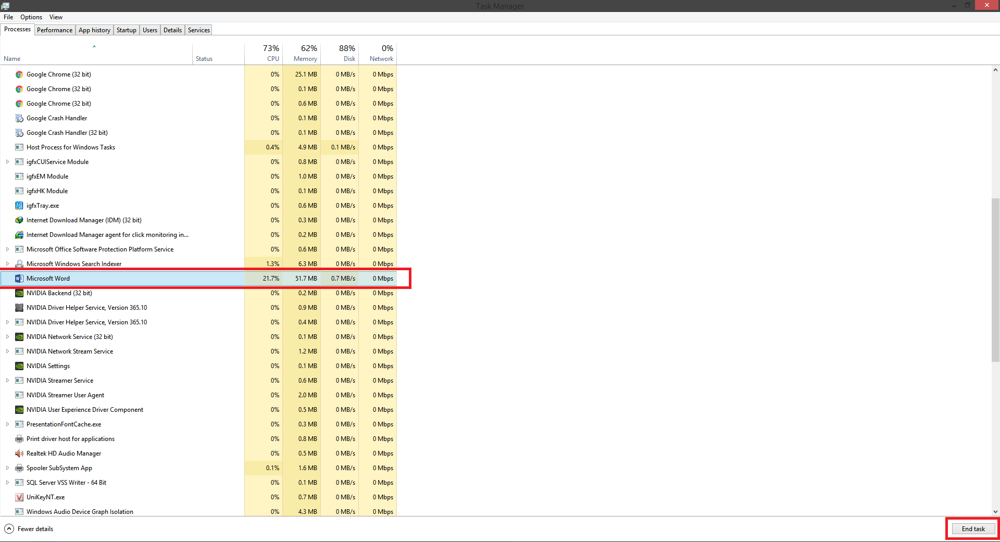 Task Manager
File Options View
Processes Performance App history Startup Users Details Services
73% 62% 88% 0%
Name Status CPU Memory Disk Network
Google Chrome (32 bit) 0% 25.1 MB 0 MB/s 0 Mbps
Google Chrome (32 bit) 0% 0.1 MB 0 MB/s 0 Mbps
Google Chrome (32 bit) 0% 0.6 MB 0 MB/s 0 Mbps
Google Crash Handler 0% 0.1 MB 0 MB/s 0 Mbps
Google Crash Handler (32 bit) 0% 0.1 MB 0 MB/s 0 Mbps
Host Process for Windows Tasks 0.4% 4.9 MB 0.1 MB/s 0 Mbps
igfxCUIService Module 0% 0.8 MB 0 MB/s 0 Mbps
igfxEM Module 0% 1.0 MB 0 MB/s 0 Mbps
igfxHK Module 0% 0.1 MB 0 MB/s 0 Mbps
igfxTray.exe 0% 0.6 MB 0 MB/s 0 Mbps
Internet Download Manager (IDM) (32 bit) 0% 0.3 MB 0 MB/s 0 Mbps
Internet Download Manager agent for click monitoring in... 0% 0.2 MB 0 MB/s 0 Mbps
Microsoft Office Software Protection Platform Service 0% 0.6 MB 0 MB/s 0 Mbps
Microsoft Windows Search Indexer 1.3% 6.3 MB 0 MB/s 0 Mbps
Microsoft Word 21.7% 51.7 MB 0.7 MB/s 0 Mbps
NVIDIA Backend (32 bit) 0% 0.2 MB 0 MB/s 0 Mbps
NVIDIA Driver Helper Service, Version 365.10 0% 0.9 MB 0 MB/s 0 Mbps
NVIDIA Driver Helper Service, Version 365.10 0% 0.4 MB 0 MB/s 0 Mbps
NVIDIA Network Service (32 bit) 0% 0.1 MB 0 MB/s 0 Mbps
NVIDIA Network Stream Service 0% 1.2 MB 0 MB/s 0 Mbps
NVIDIA Settings 0% 0.1 MB 0 MB/s 0 Mbps
NVIDIA Streamer Service 0% 0.6 MB 0 MB/s 0 Mbps
NVIDIA Streamer User Agent 0% 2.0 MB 0 MB/s 0 Mbps
NVIDIA User Experience Driver Component 0% 0.5 MB 0 MB/s 0 Mbps
PresentationFontCache.exe 0% 0.3 MB 0 MB/s 0 Mbps
Print driver host for applications 0% 0.8 MB 0 MB/s 0 Mbps
Realtek HD Audio Manager 0% 0.5 MB 0 MB/s 0 Mbps
Spooler SubSystem App 0.1% 1.6 MB 0 MB/s 0 Mbps
SQL Server VSS Writer - 64 Bit 0% 0.1 MB 0 MB/s 0 Mbps
UniKeyNT.exe 0% 0.7 MB 0 MB/s 0 Mbps
Windows Audio Device Graph Isolation 0% 4.3 MB 0 MB/s 0 Mbps
Fewer details End task